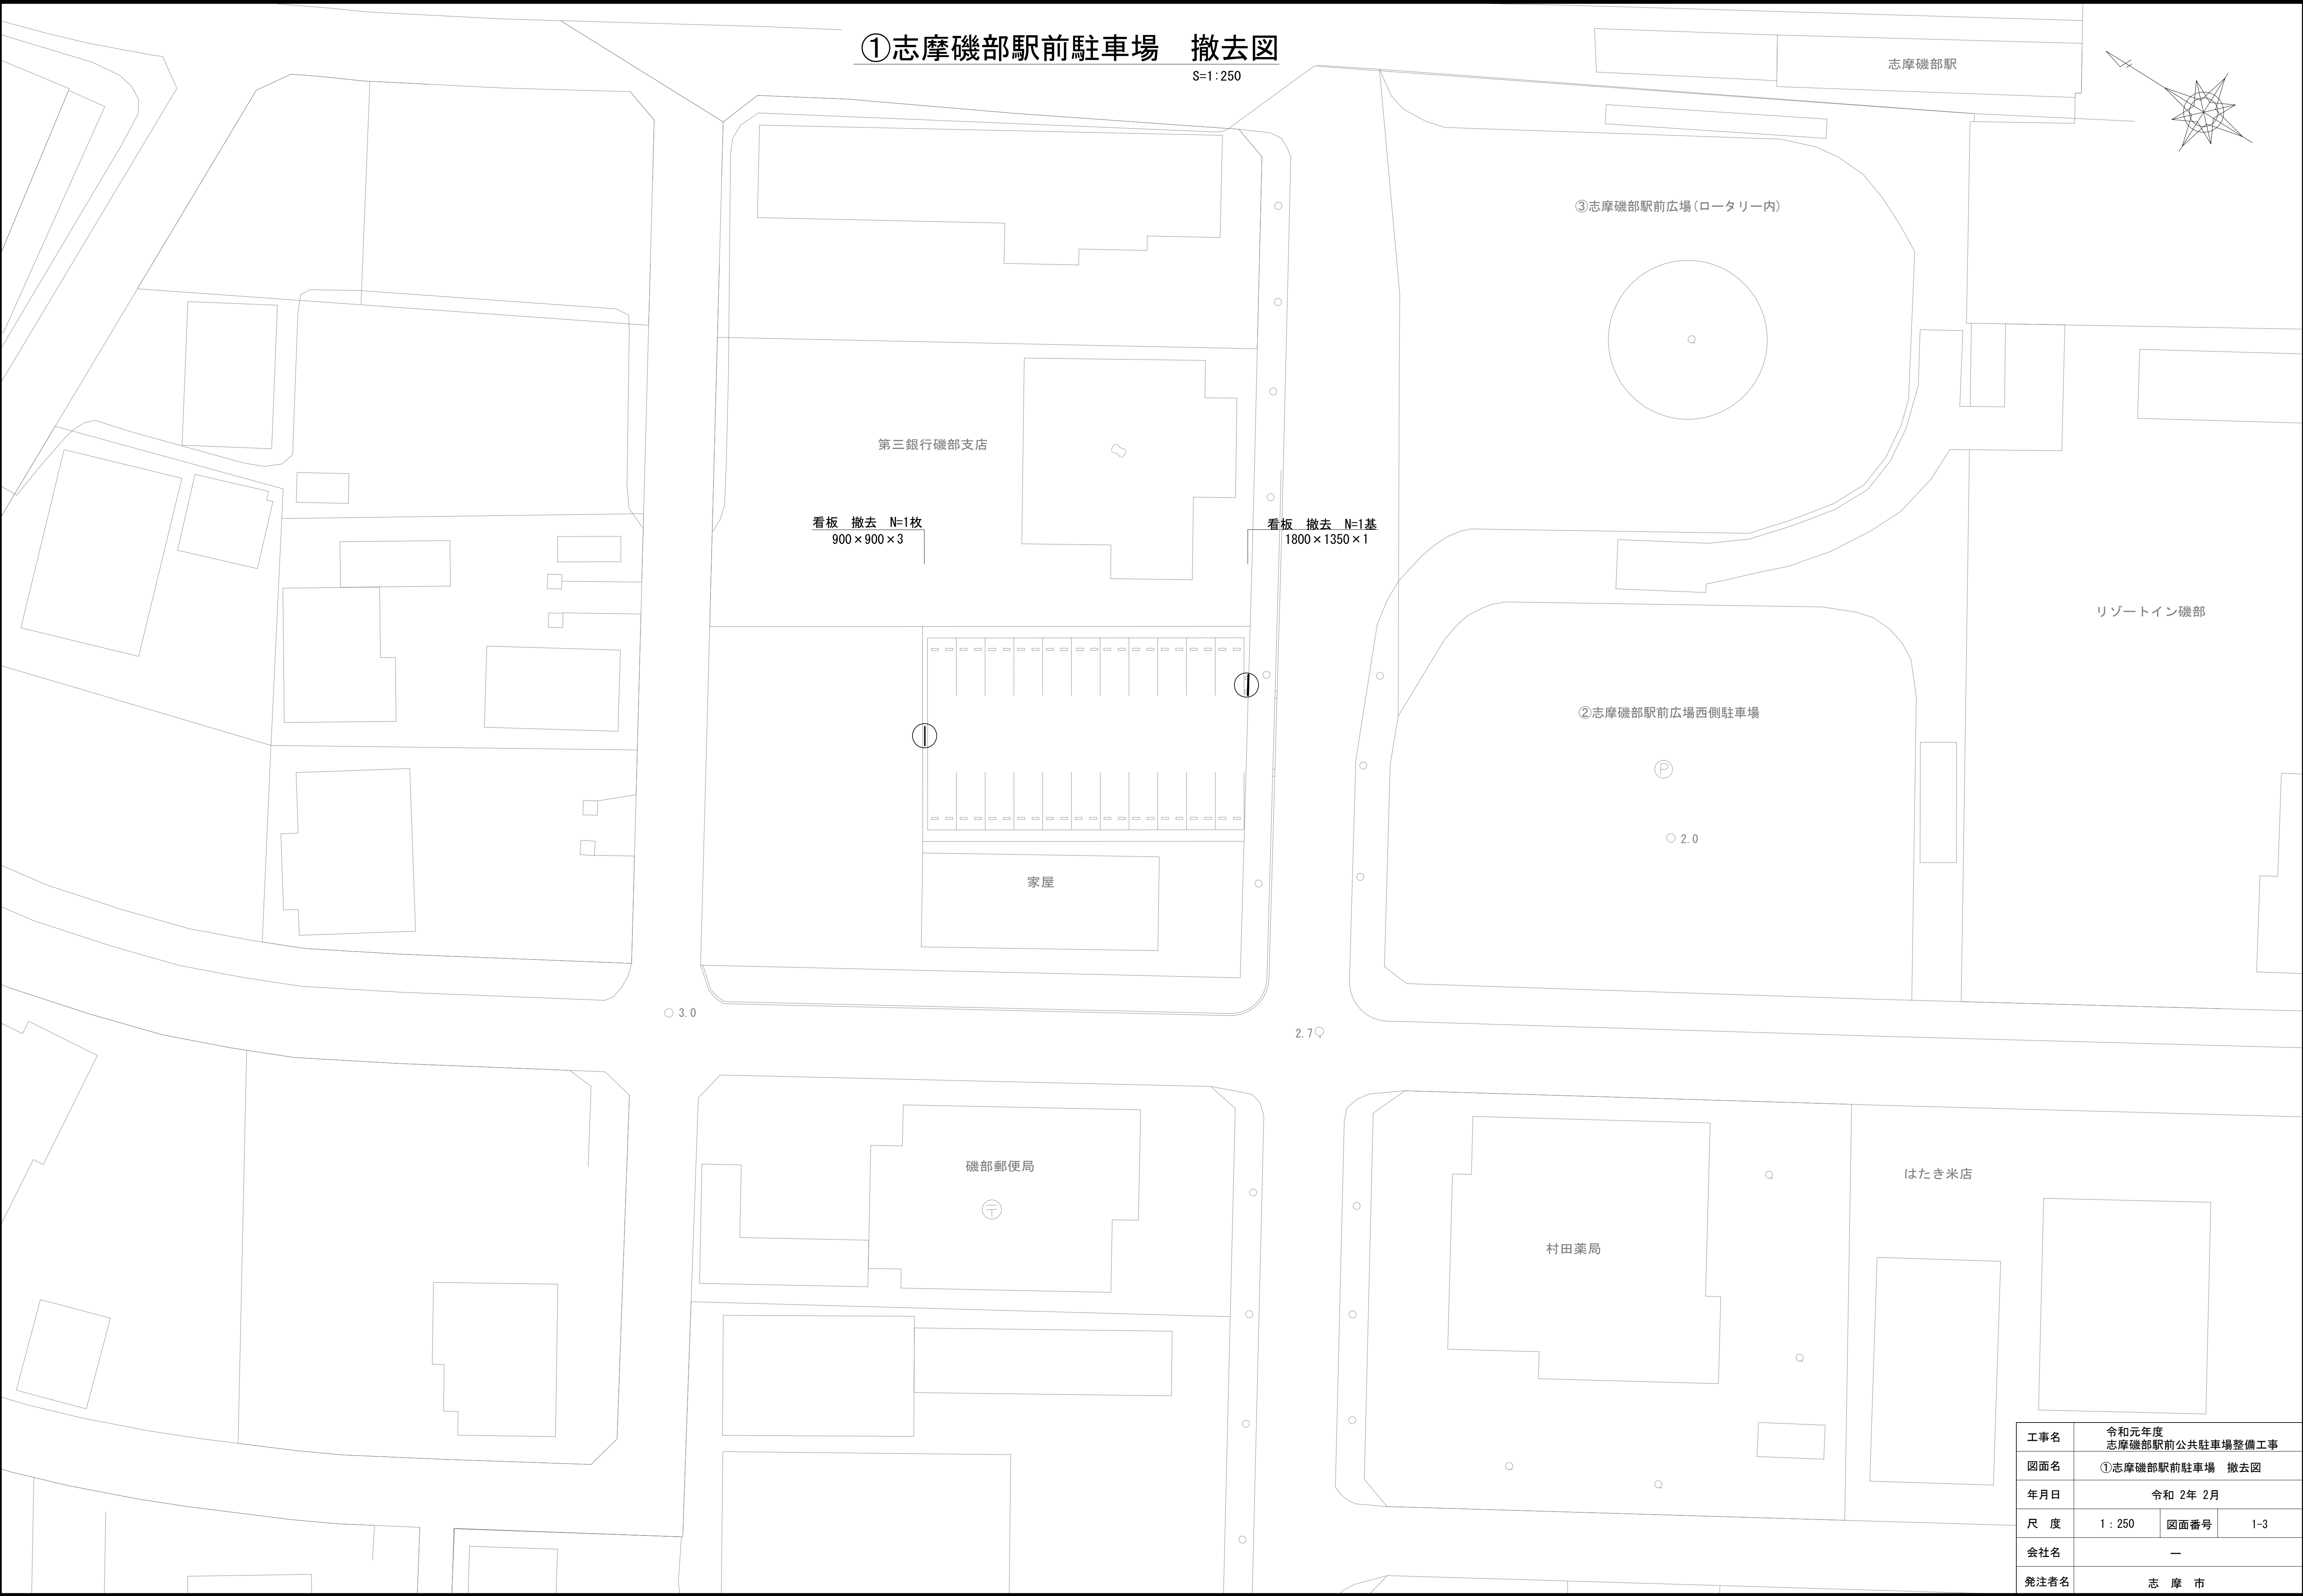 ①志摩磯部駅前駐車場　撤去図
S=1:250
志摩磯部駅
③志摩磯部駅前広場(ロータリー内)
第三銀行磯部支店
看板　撤去　N=1枚
900×900×3
看板　撤去　N=1基
1800×1350×1
リゾートイン磯部
②志摩磯部駅前広場西側駐車場
P
2.0
家屋
3.0
2.7
磯部郵便局
〒
村田薬局
はたき米店
工事名　令和元年度
志摩磯部駅前公共駐車場整備工事
図面名　①志摩磯部駅前駐車場　撤去図
年月日　令和 2年 2月
尺　度　1：250　図面番号　1-3
会社名　―
発注者名　志　摩　市